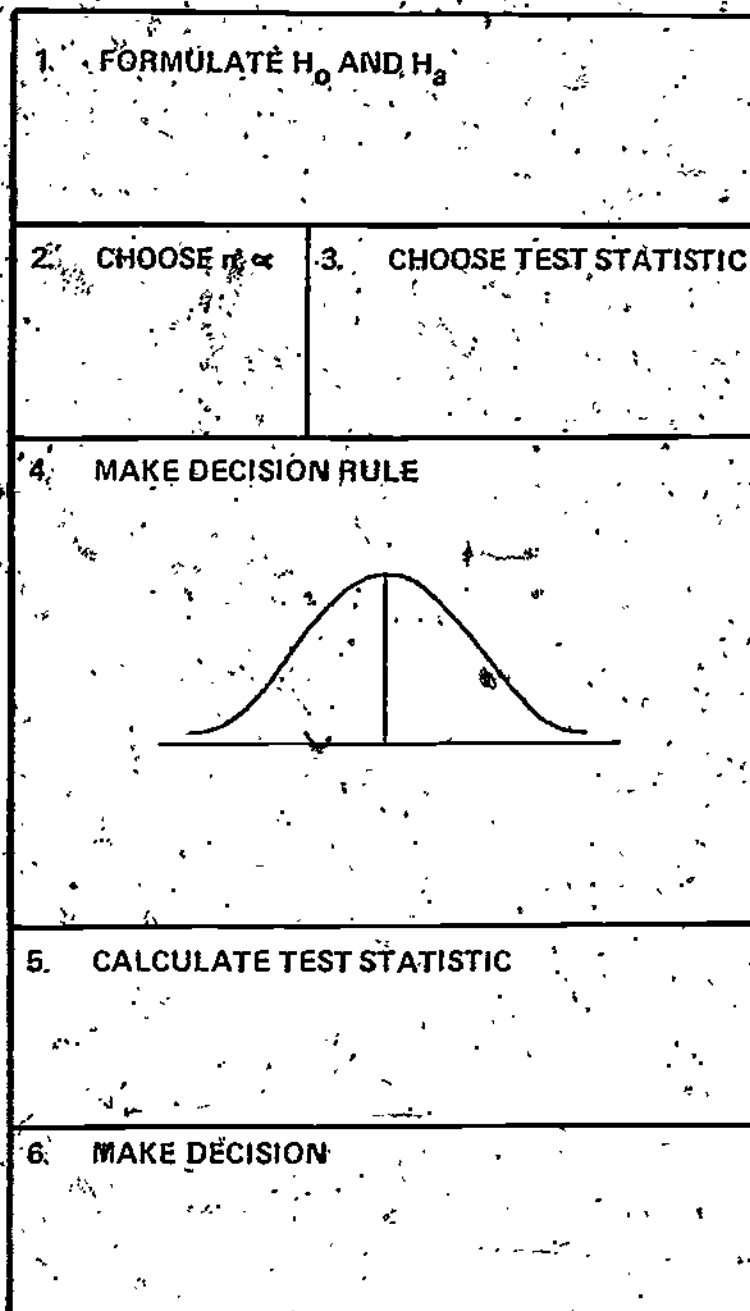 1. FORMULATE H₀ AND Hₐ
2. CHOOSE n, ∝
3. CHOOSE TEST STATISTIC
4. MAKE DECISION RULE
5. CALCULATE TEST STATISTIC
6. MAKE DECISION